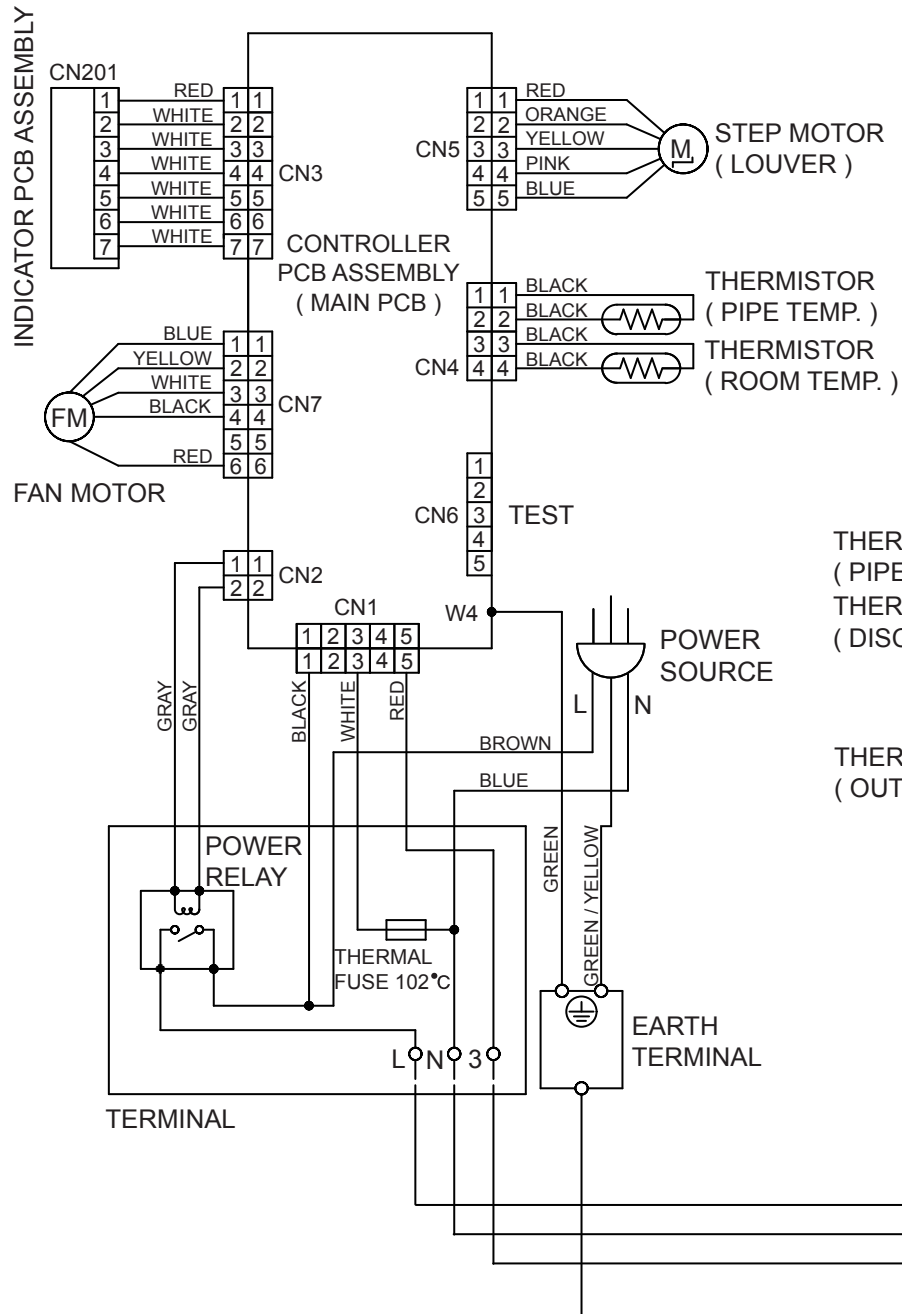 INDICATOR PCB ASSEMBLY
CN201
1
2
3
4
5
6
7
RED
WHITE
WHITE
WHITE
WHITE
WHITE
WHITE
1 1
2 2
3 3
4 4
5 5
6 6
7 7
CN3
CONTROLLER
PCB ASSEMBLY
( MAIN PCB )
CN5
1 1
2 2
3 3
4 4
5 5
RED
ORANGE
YELLOW
PINK
BLUE
M
STEP MOTOR
( LOUVER )
CN4
1 1
2 2
3 3
4 4
BLACK
BLACK
BLACK
BLACK
THERMISTOR
( PIPE TEMP. )
THERMISTOR
( ROOM TEMP. )
FM
FAN MOTOR
BLUE
YELLOW
WHITE
BLACK
RED
1 1
2 2
3 3
4 4
5 5
6 6
CN7
CN6
1
2
3
4
5
TEST
1 1
2 2
CN2
CN1
1 2 3 4 5
1 2 3 4 5
W4
POWER
SOURCE
L
N
THER
( PIPE
THER
( DISC
THER
( OUT
GRAY
GRAY
BLACK
WHITE
RED
BROWN
BLUE
GREEN
GREEN / YELLOW
POWER
RELAY
THERMAL
FUSE 102°C
L N 3
TERMINAL
EARTH
TERMINAL